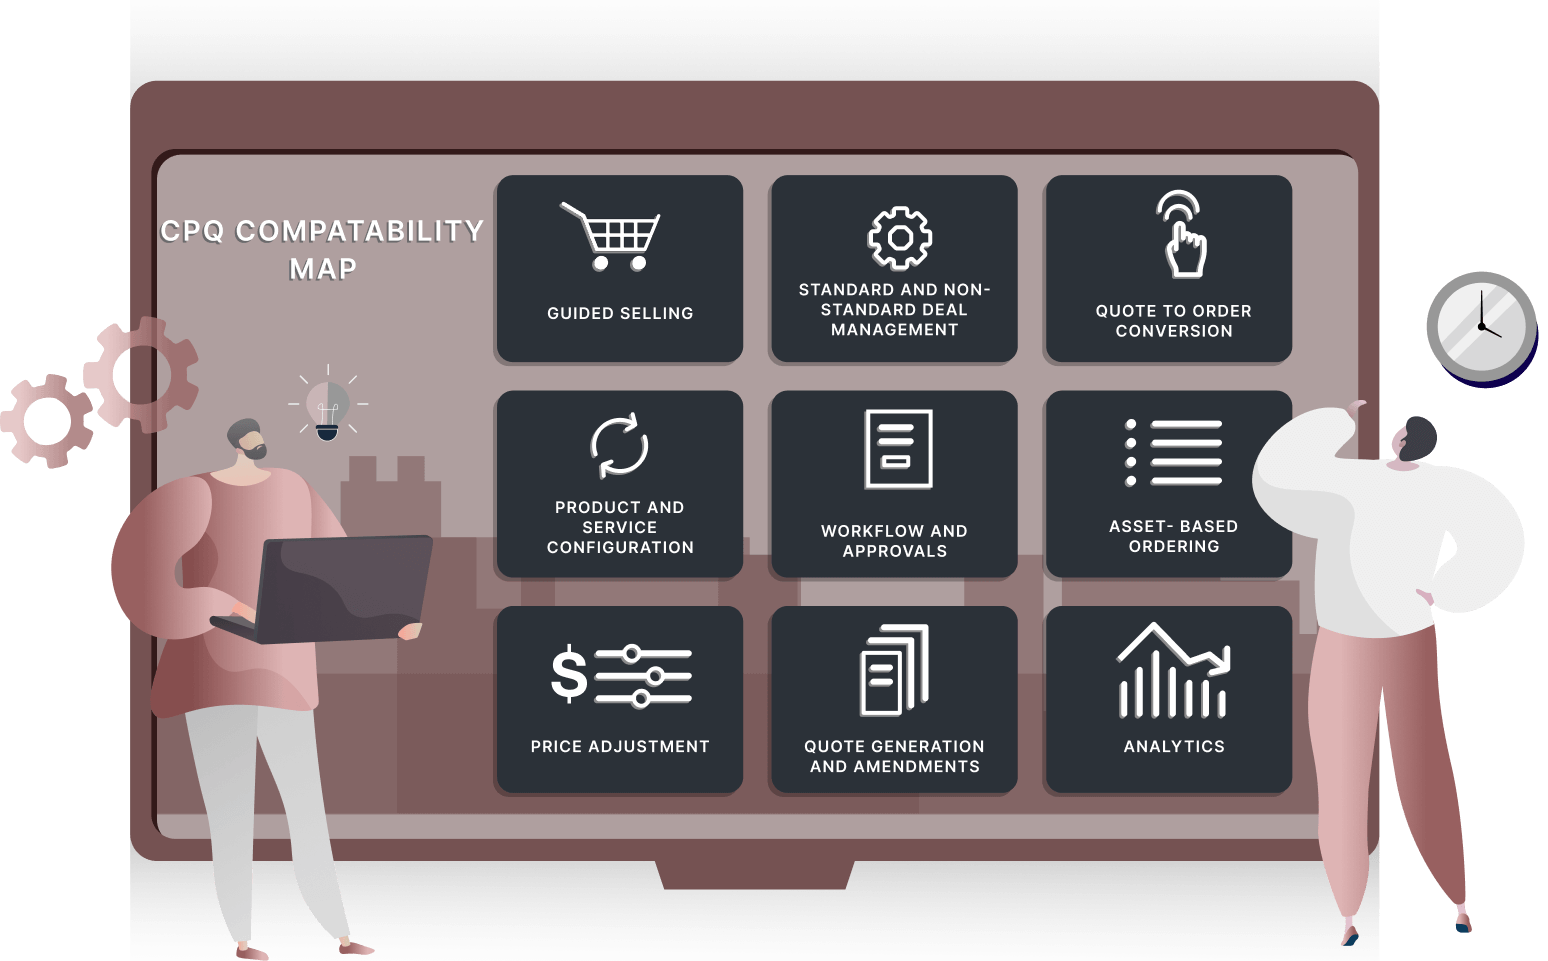 CPQ COMPATABILITY
MAP
GUIDED SELLING
STANDARD AND NON-
STANDARD DEAL
MANAGEMENT
QUOTE TO ORDER
CONVERSION
PRODUCT AND
SERVICE
CONFIGURATION
WORKFLOW AND
APPROVALS
ASSET- BASED
ORDERING
$
PRICE ADJUSTMENT
QUOTE GENERATION
AND AMENDMENTS
ANALYTICS